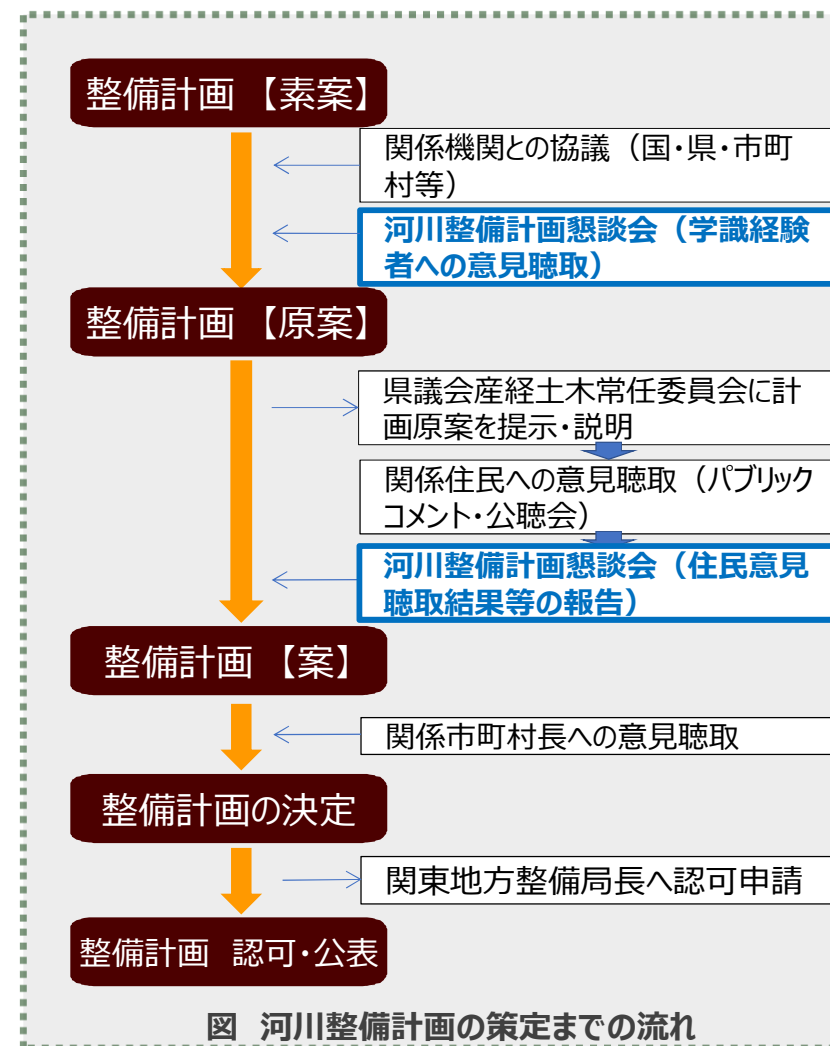 整備計画 【素案】
関係機関との協議（国・県・市町
村等）
河川整備計画懇談会（学識経験
者への意見聴取）
整備計画 【原案】
県議会産経土木常任委員会に計
画原案を提示・説明
関係住民への意見聴取（パブリック
コメント・公聴会）
河川整備計画懇談会（住民意見
聴取結果等の報告）
整備計画 【案】
関係市町村長への意見聴取
整備計画の決定
関東地方整備局長へ認可申請
整備計画 認可・公表
図 河川整備計画の策定までの流れ